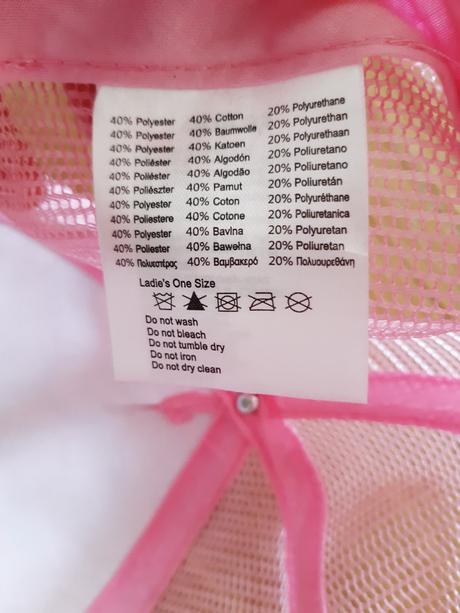 40% Polyester 40% Cotton 20% Polyurethane
40% Polyester 40% Baumwolle 20% Polyurethan
40% Polyester 40% Katoen 20% Polyurethaan
40% Poliéster 40% Algodón 20% Poliuretano
40% Poliéster 40% Algodão 20% Poliuretano
40% Poliészter 40% Pamut 20% Poliuretán
40% Polyester 40% Coton 20% Polyuréthane
40% Poliestere 40% Cotone 20% Poliuretanica
40% Polyester 40% Bavlna 20% Polyuretan
40% Poliester 40% Bawełna 20% Poliuretan
40% Πολυεστέρας 40% Βαμβακερό 20% Πολυουρεθάνη
Ladie's One Size
Do not wash
Do not bleach
Do not tumble dry
Do not iron
Do not dry clean